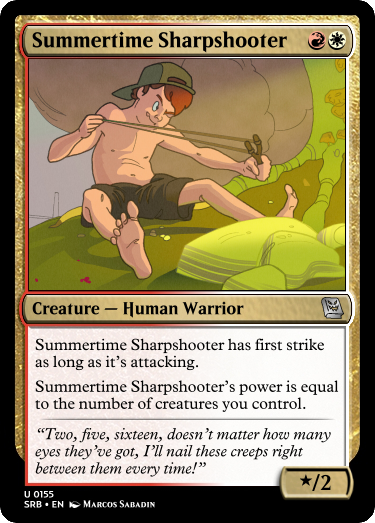 Summertime Sharpshooter
Creature — Human Warrior
Summertime Sharpshooter has first strike
as long as it's attacking.
Summertime Sharpshooter's power is equal
to the number of creatures you control.
“Two, five, sixteen, doesn't matter how many
eyes they've got, I'll nail these creeps right
between them every time!”
★/2
U 0155
SRB • EN Marcos Sabadin